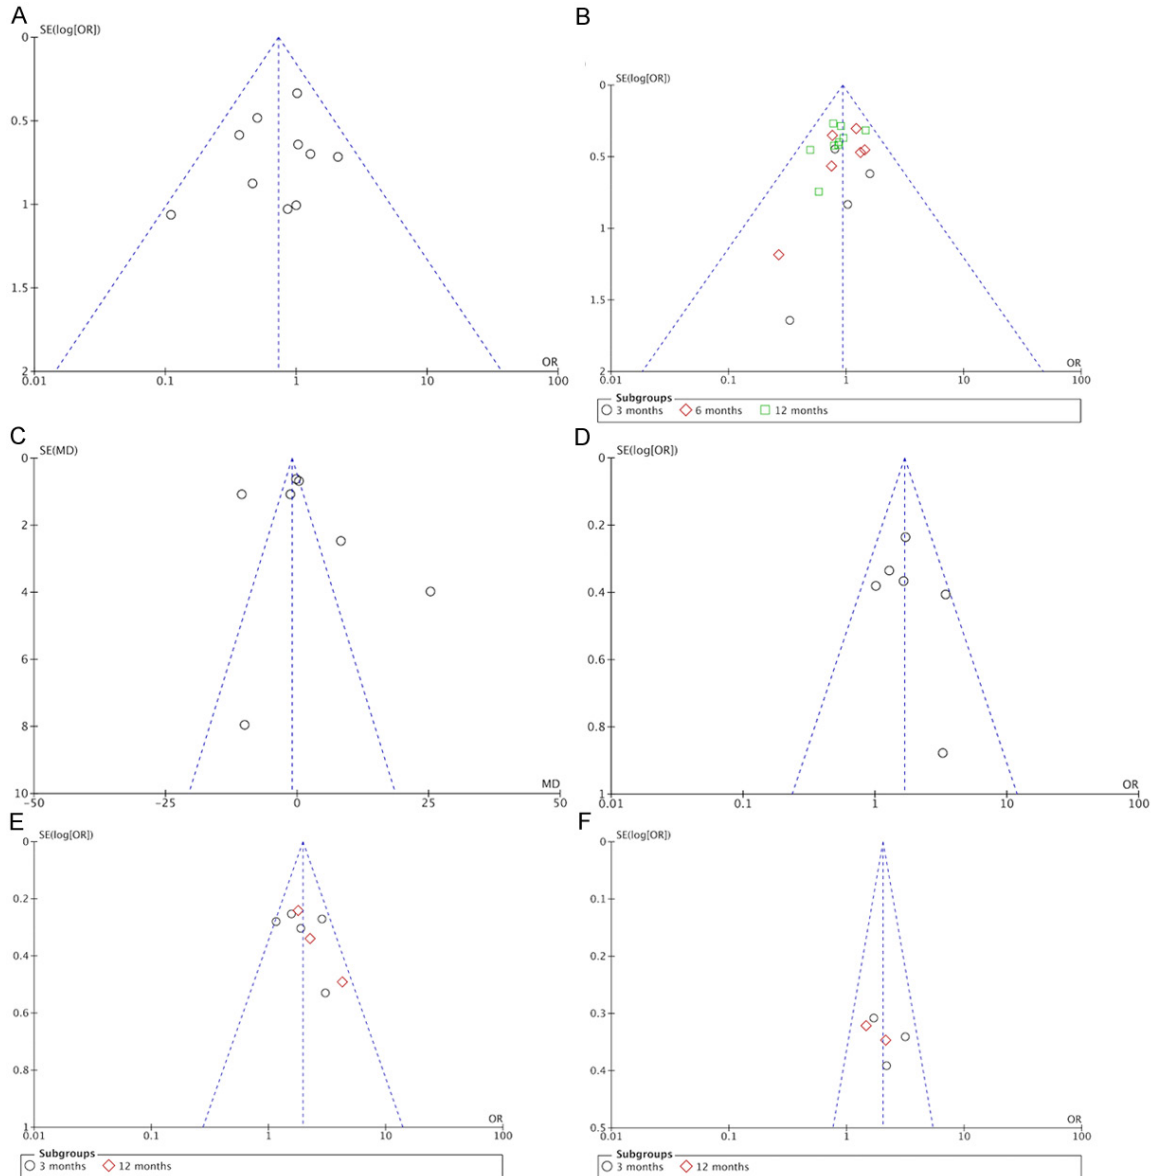 A
SE(log[OR])
0
0.5
1
1.5
2
0.01 0.1 1 10 100
OR
B
SE(log[OR])
0
0.5
1
1.5
2
0.01 0.1 1 10 100
OR
Subgroups
3 months 6 months 12 months
C
SE(MD)
0
2
4
6
8
10
-50 -25 0 25 50
MD
D
SE(log[OR])
0
0.2
0.4
0.6
0.8
1
0.01 0.1 1 10 100
OR
E
SE(log[OR])
0
0.2
0.4
0.6
0.8
1
0.01 0.1 1 10 100
OR
Subgroups
3 months 12 months
F
SE(log[OR])
0
0.1
0.2
0.3
0.4
0.5
0.01 0.1 1 10 100
OR
Subgroups
3 months 12 months